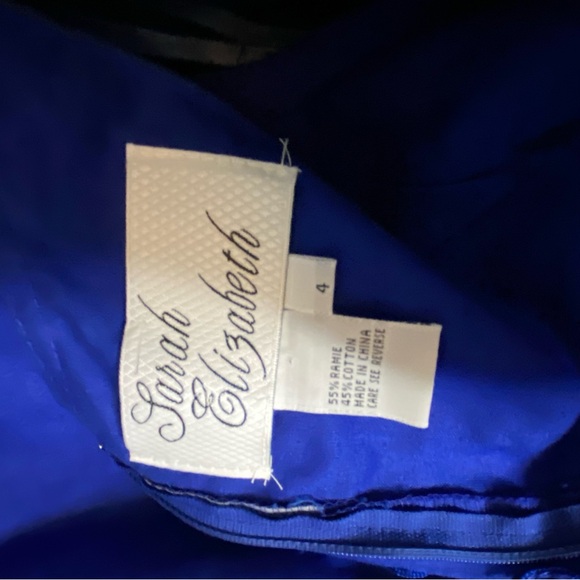 Sarah
Elizabeth
4
55% RAMIE
45% COTTON
MADE IN CHINA
CARE SEE REVERSE